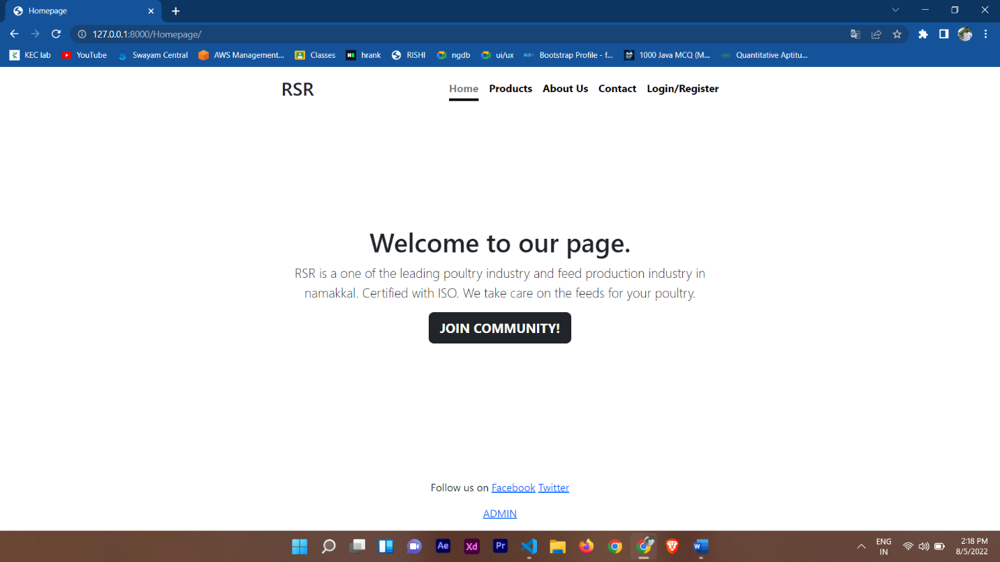 Homepage
127.0.0.1:8000/Homepage/
KEC lab YouTube Swayam Central AWS Management... Classes hrank RISHI ngdb ui/ux Bootstrap Profile - f... 1000 Java MCQ (M... Quantitative Aptitu...
RSR Home Products About Us Contact Login/Register
Welcome to our page.
RSR is a one of the leading poultry industry and feed production industry in
namakkal. Certified with ISO. We take care on the feeds for your poultry.
JOIN COMMUNITY!
Follow us on Facebook Twitter
ADMIN
Ae Xd Pr W
ENG 2:18 PM
IN 8/5/2022